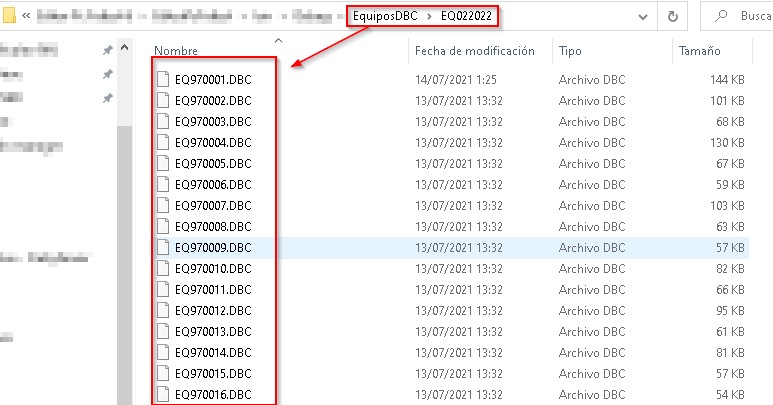 « EquiposDBC > EQ022022 Busca
Nombre Fecha de modificación Tipo Tamaño
EQ970001.DBC 14/07/2021 1:25 Archivo DBC 144 KB
EQ970002.DBC 13/07/2021 13:32 Archivo DBC 101 KB
EQ970003.DBC 13/07/2021 13:32 Archivo DBC 68 KB
EQ970004.DBC 13/07/2021 13:32 Archivo DBC 130 KB
EQ970005.DBC 13/07/2021 13:32 Archivo DBC 67 KB
EQ970006.DBC 13/07/2021 13:32 Archivo DBC 59 KB
EQ970007.DBC 13/07/2021 13:32 Archivo DBC 103 KB
EQ970008.DBC 13/07/2021 13:32 Archivo DBC 63 KB
EQ970009.DBC 13/07/2021 13:32 Archivo DBC 57 KB
EQ970010.DBC 13/07/2021 13:32 Archivo DBC 82 KB
EQ970011.DBC 13/07/2021 13:32 Archivo DBC 66 KB
EQ970012.DBC 13/07/2021 13:32 Archivo DBC 95 KB
EQ970013.DBC 13/07/2021 13:32 Archivo DBC 61 KB
EQ970014.DBC 13/07/2021 13:32 Archivo DBC 81 KB
EQ970015.DBC 13/07/2021 13:32 Archivo DBC 57 KB
EQ970016.DBC 13/07/2021 13:32 Archivo DBC 54 KB